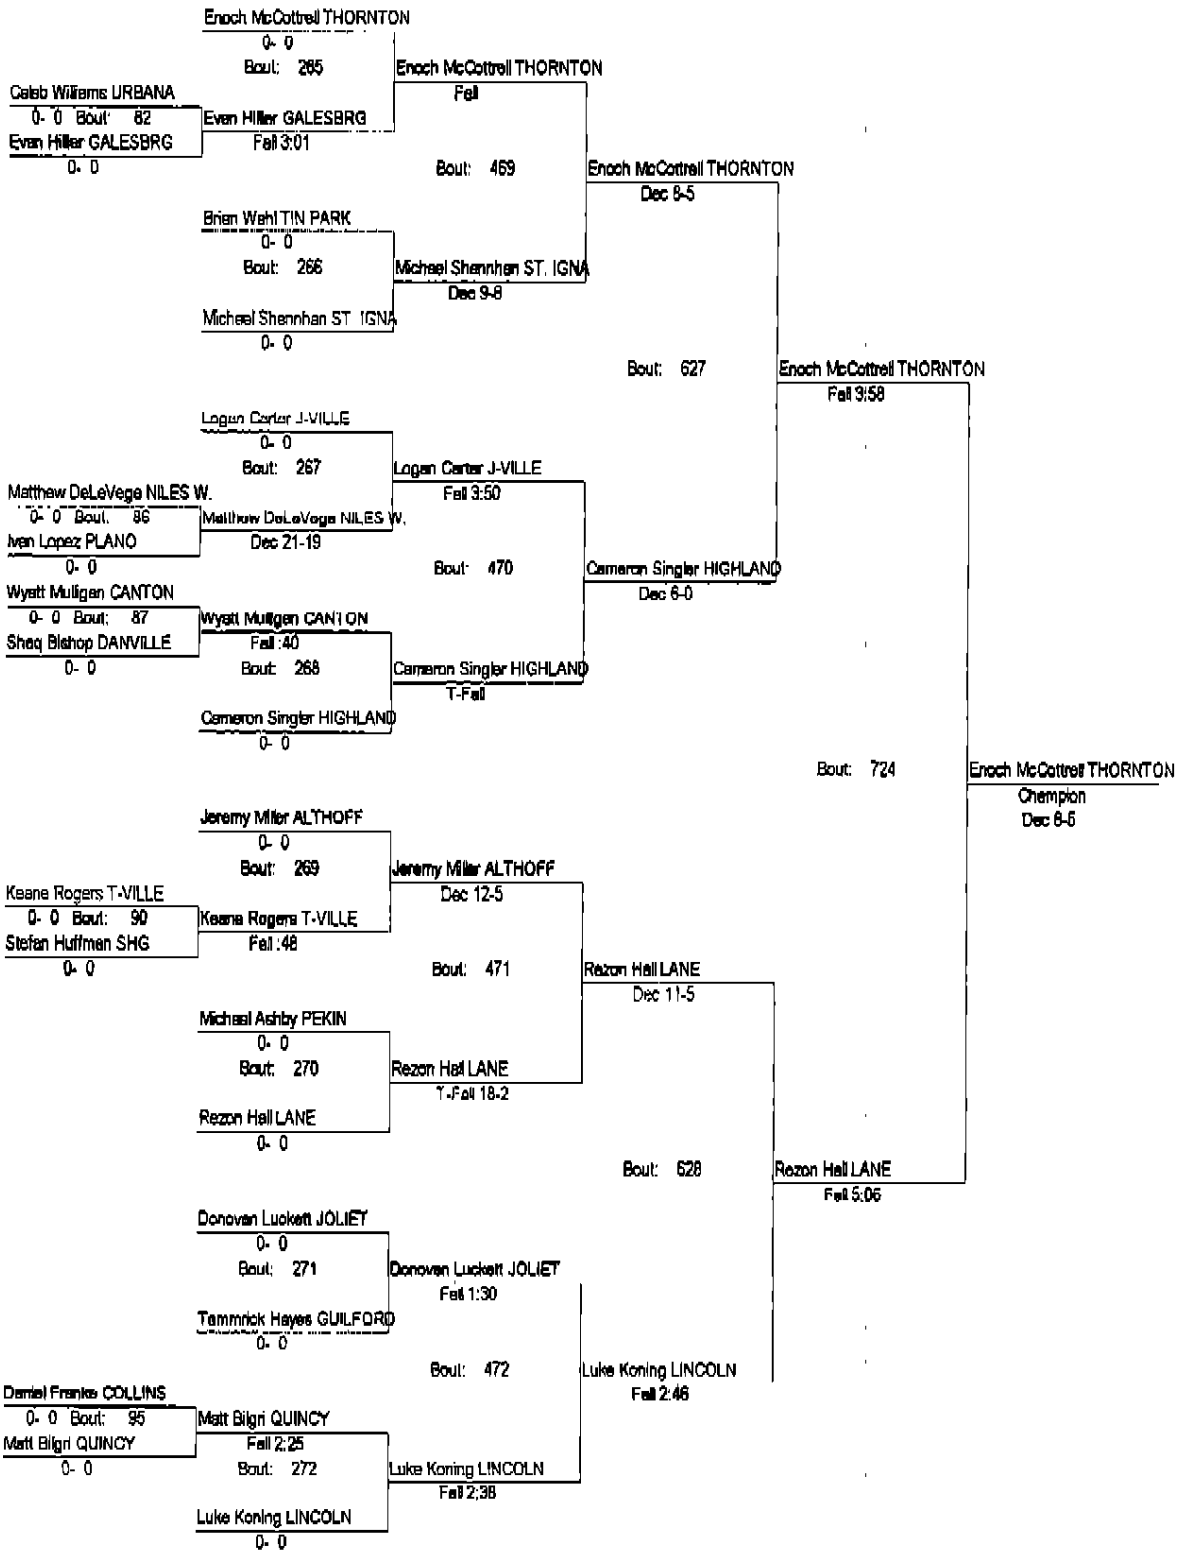 Enoch McCottrell THORNTON
0- 0
Bout: 265
Enoch McCottrell THORNTON
Fall
Caleb Williams URBANA
0- 0 Bout: 82
Evan Hiller GALESBRG
Fall 3:01
Evan Hiller GALESBRG
0- 0
Bout: 469
Enoch McCottrell THORNTON
Dec 8-5
Brian Wahl TIN PARK
0- 0
Bout: 266
Michael Shennhan ST. IGNA
Dec 9-8
Michael Shennhan ST IGNA
0- 0
Bout: 627
Enoch McCottrell THORNTON
Fall 3:58
Logan Carter J-VILLE
0- 0
Bout: 267
Logan Carter J-VILLE
Fall 3:50
Matthew DeLaVega NILES W.
0- 0 Bout: 86
Matthew DeLaVega NILES W.
Dec 21-19
Ivan Lopez PLANO
0- 0
Bout: 470
Cameron Singler HIGHLAND
Dec 6-0
Wyatt Mulligan CANTON
0- 0 Bout: 87
Wyatt Mulligan CANTON
Fall :40
Shaq Bishop DANVILLE
0- 0
Bout: 268
Cameron Singler HIGHLAND
T-Fall
Cameron Singler HIGHLAND
0- 0
Bout: 724
Enoch McCottrell THORNTON
Champion
Dec 8-5
Jeremy Miller ALTHOFF
0- 0
Bout: 269
Jeremy Miller ALTHOFF
Dec 12-5
Keane Rogers T-VILLE
0- 0 Bout: 90
Keane Rogers T-VILLE
Fall :48
Stefan Huffman SHG
0- 0
Bout: 471
Rezon Hall LANE
Dec 11-5
Michael Ashby PEKIN
0- 0
Bout: 270
Rezon Hall LANE
T-Fall 18-2
Rezon Hall LANE
0- 0
Bout: 628
Rezon Hall LANE
Fall 5:06
Donovan Luckett JOLIET
0- 0
Bout: 271
Donovan Luckett JOLIET
Fall 1:30
Tammrick Hayes GUILFORD
0- 0
Bout: 472
Luke Koning LINCOLN
Fall 2:46
Daniel Franke COLLINS
0- 0 Bout: 95
Matt Bilgri QUINCY
Fall 2:25
Matt Bilgri QUINCY
0- 0
Bout: 272
Luke Koning LINCOLN
Fall 2:38
Luke Koning LINCOLN
0- 0